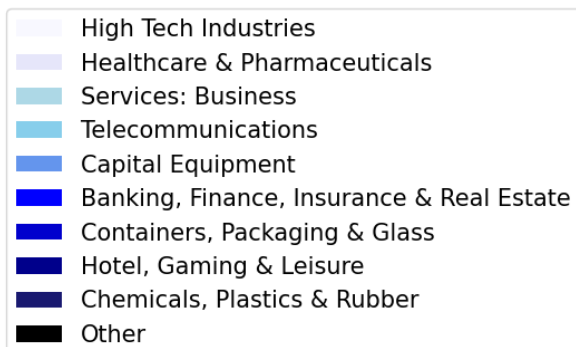 High Tech Industries
Healthcare & Pharmaceuticals
Services: Business
Telecommunications
Capital Equipment
Banking, Finance, Insurance & Real Estate
Containers, Packaging & Glass
Hotel, Gaming & Leisure
Chemicals, Plastics & Rubber
Other